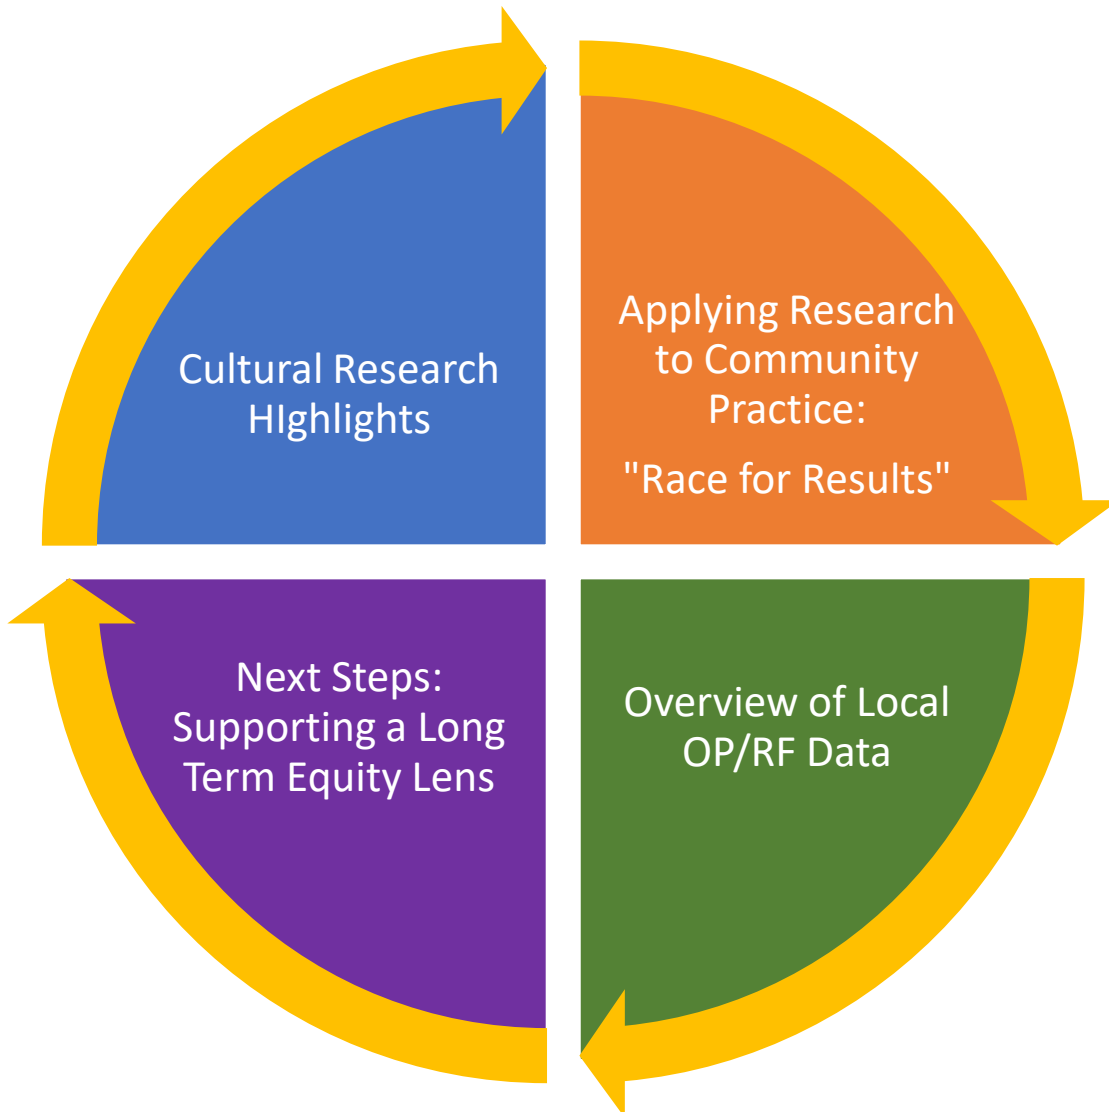 Cultural Research
HIghlights
Applying Research
to Community
Practice:
"Race for Results"
Overview of Local
OP/RF Data
Next Steps:
Supporting a Long
Term Equity Lens